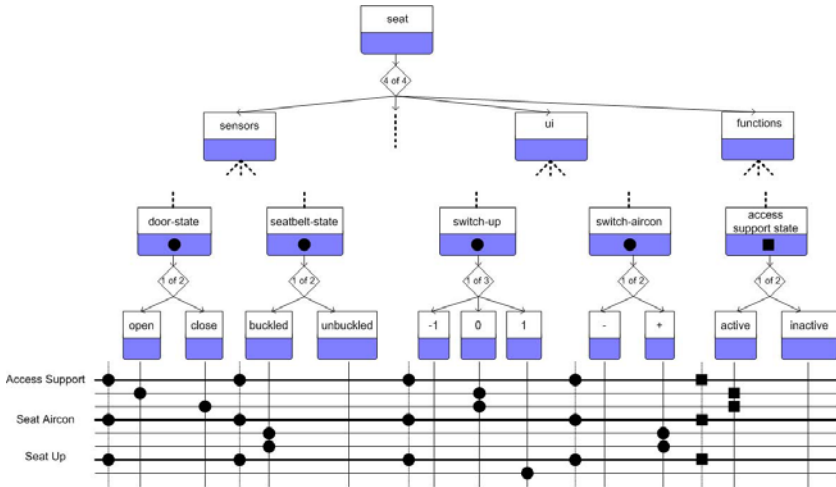 seat
4 of 4
sensors
ui
functions
door-state
seatbelt-state
switch-up
switch-aircon
access
support state
1 of 2
1 of 2
1 of 3
1 of 2
1 of 2
open
close
buckled
unbuckled
-1
0
1
-
+
active
inactive
Access Support
Seat Aircon
Seat Up